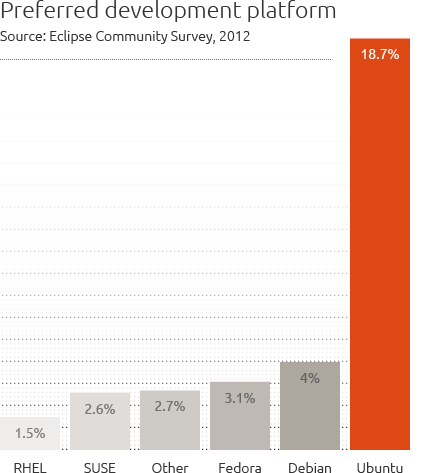 Preferred development platform
Source: Eclipse Community Survey, 2012
18.7%
4%
3.1%
2.7%
2.6%
1.5%
RHEL SUSE Other Fedora Debian Ubuntu